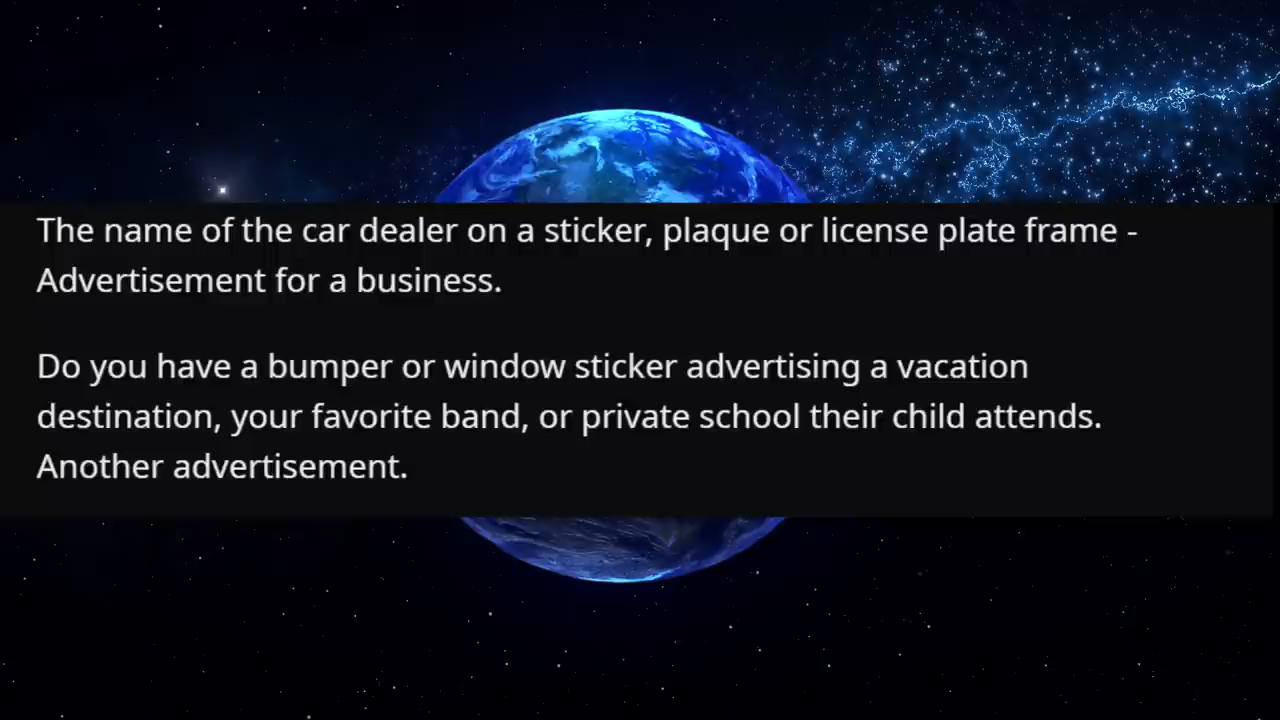 The name of the car dealer on a sticker, plaque or license plate frame -
Advertisement for a business.
Do you have a bumper or window sticker advertising a vacation
destination, your favorite band, or private school their child attends.
Another advertisement.